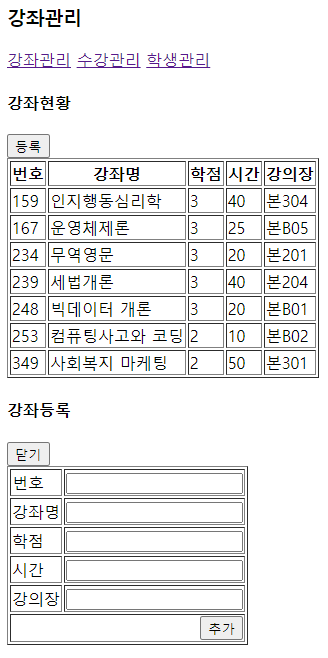 강좌관리
강좌관리 수강관리 학생관리
강좌현황
등록
번호 강좌명 학점 시간 강의장
159 인지행동심리학 3 40 본304
167 운영체제론 3 25 본B05
234 무역영문 3 20 본201
239 세법개론 3 40 본204
248 빅데이터 개론 3 20 본B01
253 컴퓨팅사고와 코딩 2 10 본B02
349 사회복지 마케팅 2 50 본301
강좌등록
닫기
번호
강좌명
학점
시간
강의장
추가